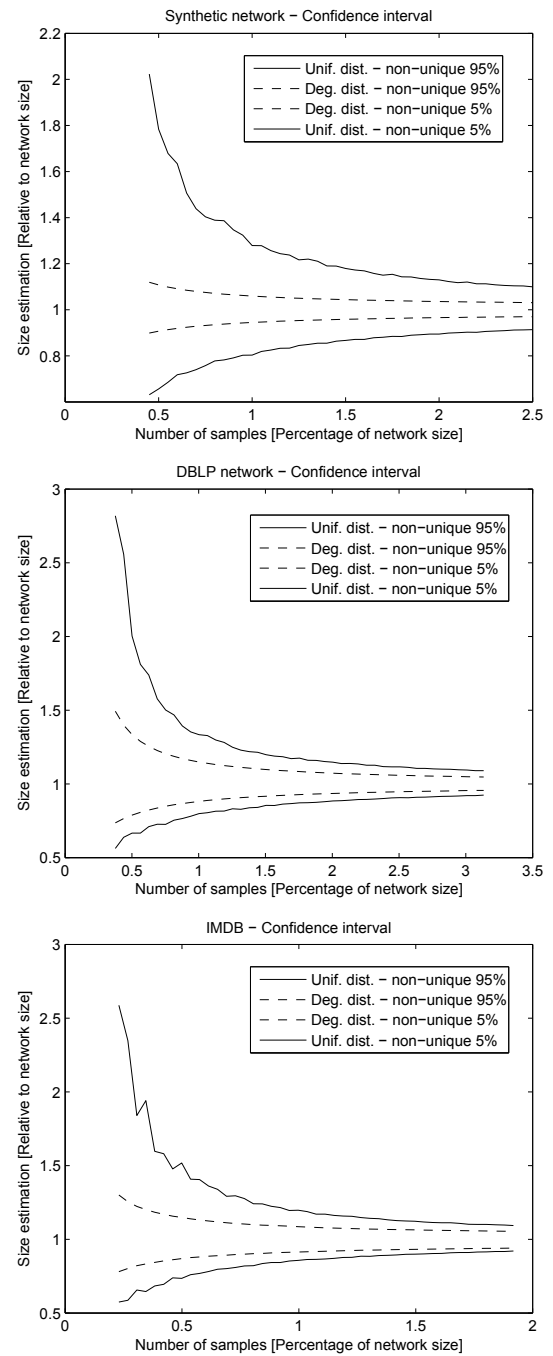 Synthetic network − Confidence interval
2.2
2
1.8
1.6
1.4
1.2
1
0.8
Size estimation [Relative to network size]
Unif. dist. − non−unique 95%
Deg. dist. − non−unique 95%
Deg. dist. − non−unique 5%
Unif. dist. − non−unique 5%
0 0.5 1 1.5 2 2.5
Number of samples [Percentage of network size]
DBLP network − Confidence interval
3
2.5
2
1.5
1
0.5
Size estimation [Relative to network size]
Unif. dist. − non−unique 95%
Deg. dist. − non−unique 95%
Deg. dist. − non−unique 5%
Unif. dist. − non−unique 5%
0 0.5 1 1.5 2 2.5 3 3.5
Number of samples [Percentage of network size]
IMDB − Confidence interval
3
2.5
2
1.5
1
0.5
Size estimation [Relative to network size]
Unif. dist. − non−unique 95%
Deg. dist. − non−unique 95%
Deg. dist. − non−unique 5%
Unif. dist. − non−unique 5%
0 0.5 1 1.5 2
Number of samples [Percentage of network size]